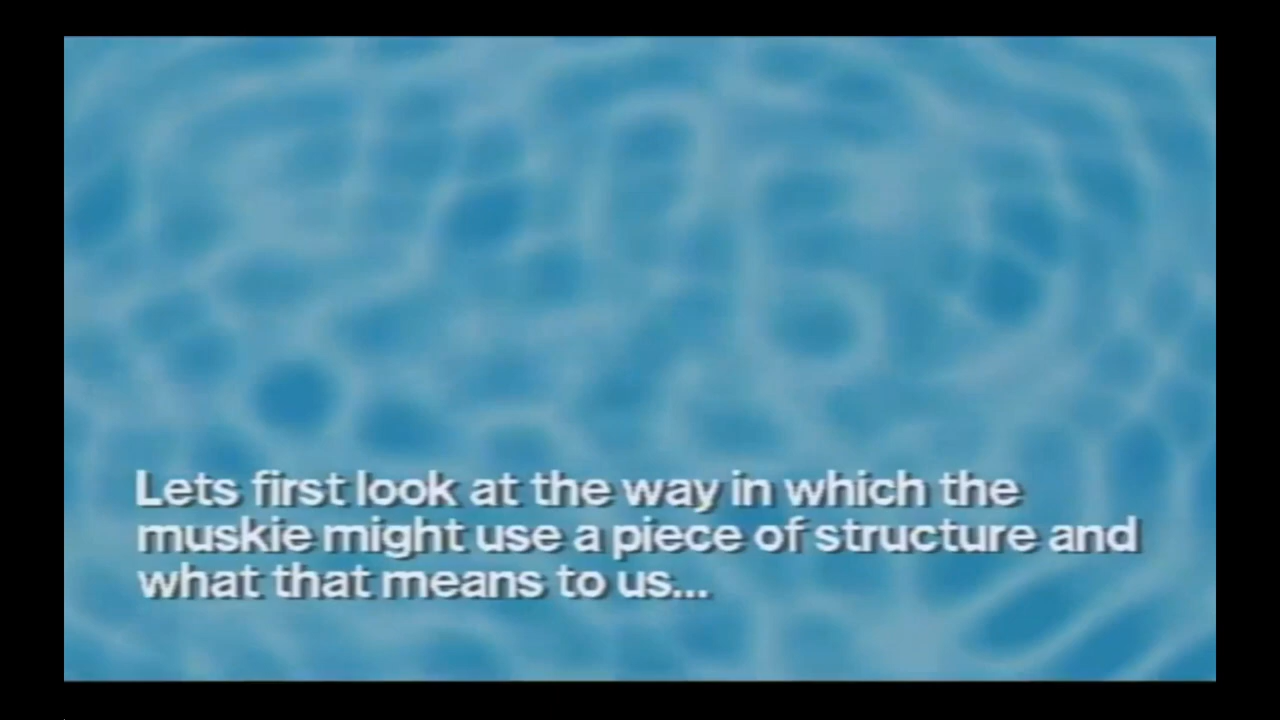 Lets first look at the way in which the
muskie might use a piece of structure and
what that means to us...